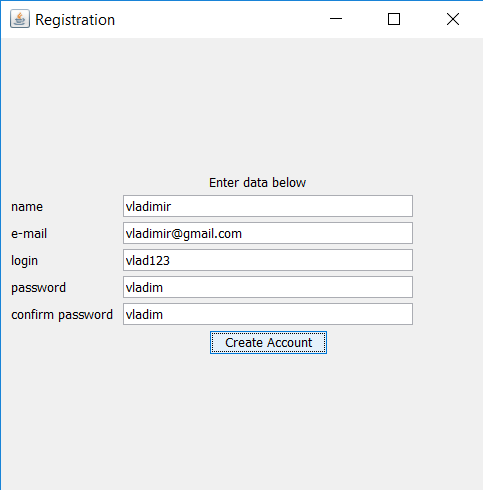 Registration
Enter data below
name vladimir
e-mail vladimir@gmail.com
login vlad123
password vladim
confirm password vladim
Create Account